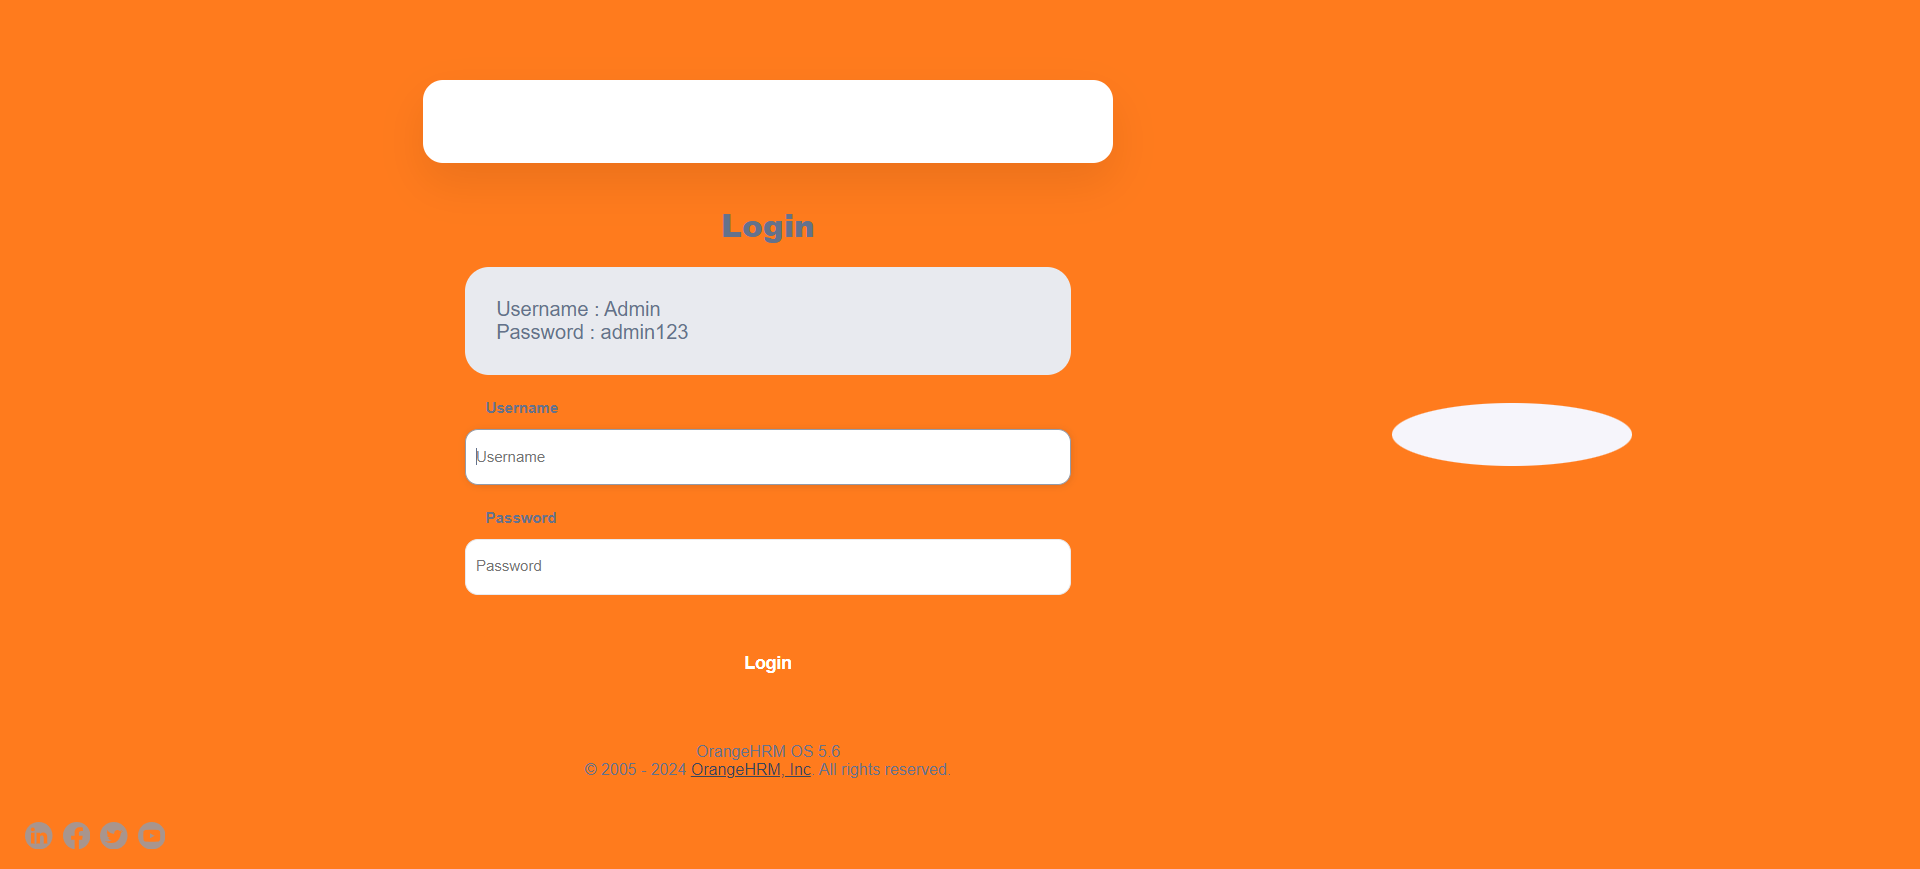 Login
Username : Admin
Password : admin123
Username
Username
Password
Password
Login
OrangeHRM OS 5.6
© 2005 - 2024 OrangeHRM, Inc. All rights reserved.